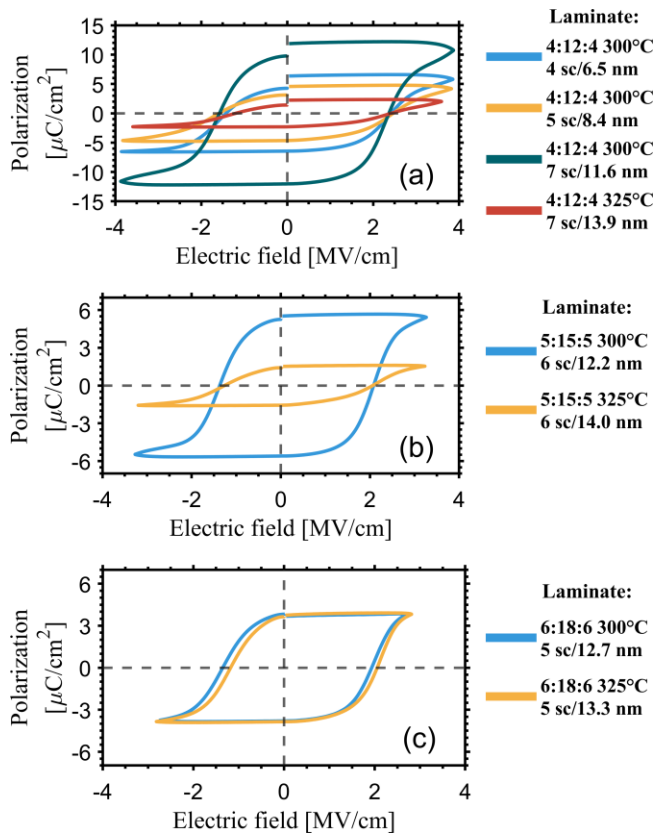 Laminate:
4:12:4 300°C
4 sc/6.5 nm
4:12:4 300°C
5 sc/8.4 nm
4:12:4 300°C
7 sc/11.6 nm
4:12:4 325°C
7 sc/13.9 nm
Polarization
[μC/cm²]
15
10
5
0
-5
-10
-15
(a)
-4
-2
0
2
4
Electric field [MV/cm]
Laminate:
5:15:5 300°C
6 sc/12.2 nm
5:15:5 325°C
6 sc/14.0 nm
Polarization
[μC/cm²]
6
3
0
-3
-6
(b)
-4
-2
0
2
4
Electric field [MV/cm]
Laminate:
6:18:6 300°C
5 sc/12.7 nm
6:18:6 325°C
5 sc/13.3 nm
Polarization
[μC/cm²]
6
3
0
-3
-6
(c)
-4
-2
0
2
4
Electric field [MV/cm]